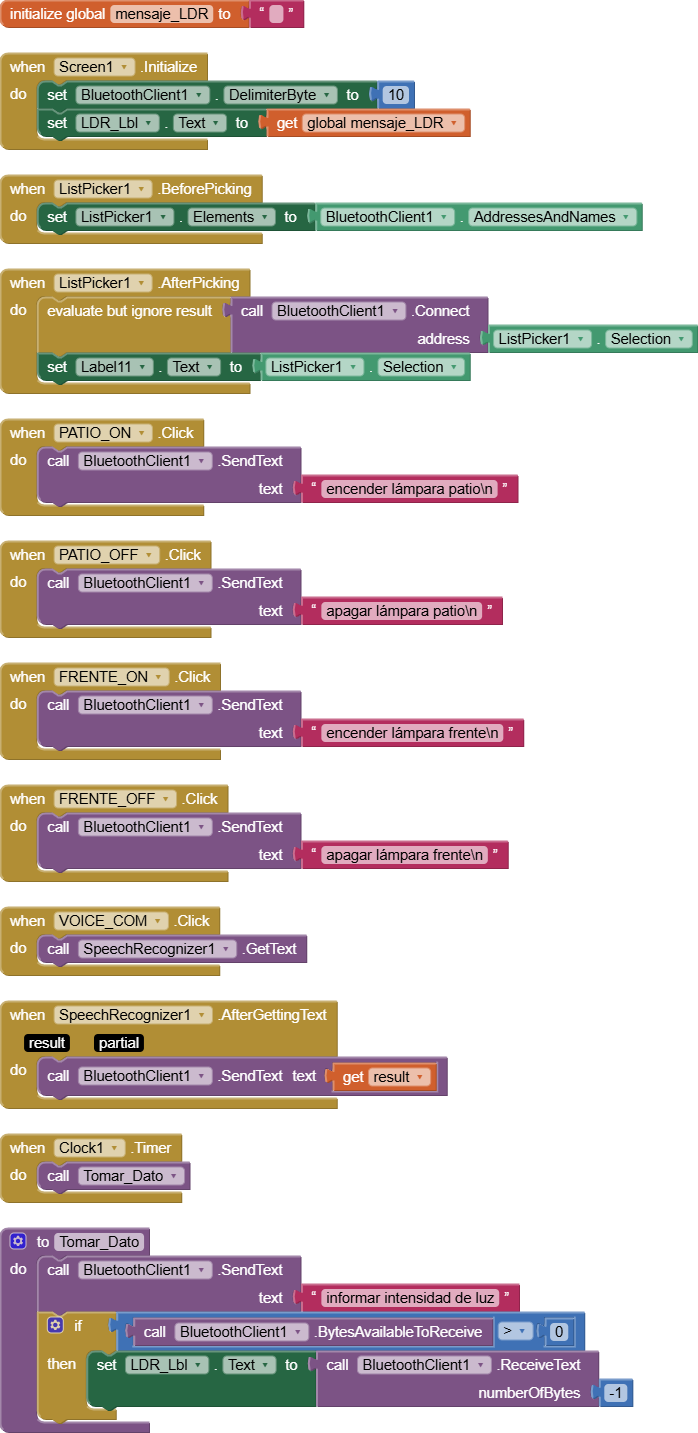 initialize global mensaje_LDR to “ ”
when Screen1 .Initialize
do set BluetoothClient1 . DelimiterByte to 10
set LDR_Lbl . Text to get global mensaje_LDR
when ListPicker1 .BeforePicking
do set ListPicker1 . Elements to BluetoothClient1 . AddressesAndNames
when ListPicker1 .AfterPicking
do evaluate but ignore result call BluetoothClient1 .Connect
address ListPicker1 . Selection
set Label11 . Text to ListPicker1 . Selection
when PATIO_ON .Click
do call BluetoothClient1 .SendText
text “ encender lámpara patio\n ”
when PATIO_OFF .Click
do call BluetoothClient1 .SendText
text “ apagar lámpara patio\n ”
when FRENTE_ON .Click
do call BluetoothClient1 .SendText
text “ encender lámpara frente\n ”
when FRENTE_OFF .Click
do call BluetoothClient1 .SendText
text “ apagar lámpara frente\n ”
when VOICE_COM .Click
do call SpeechRecognizer1 .GetText
when SpeechRecognizer1 .AfterGettingText
result partial
do call BluetoothClient1 .SendText text get result
when Clock1 .Timer
do call Tomar_Dato
to Tomar_Dato
do call BluetoothClient1 .SendText
text “ informar intensidad de luz ”
if call BluetoothClient1 .BytesAvailableToReceive > 0
then set LDR_Lbl . Text to call BluetoothClient1 .ReceiveText
numberOfBytes -1